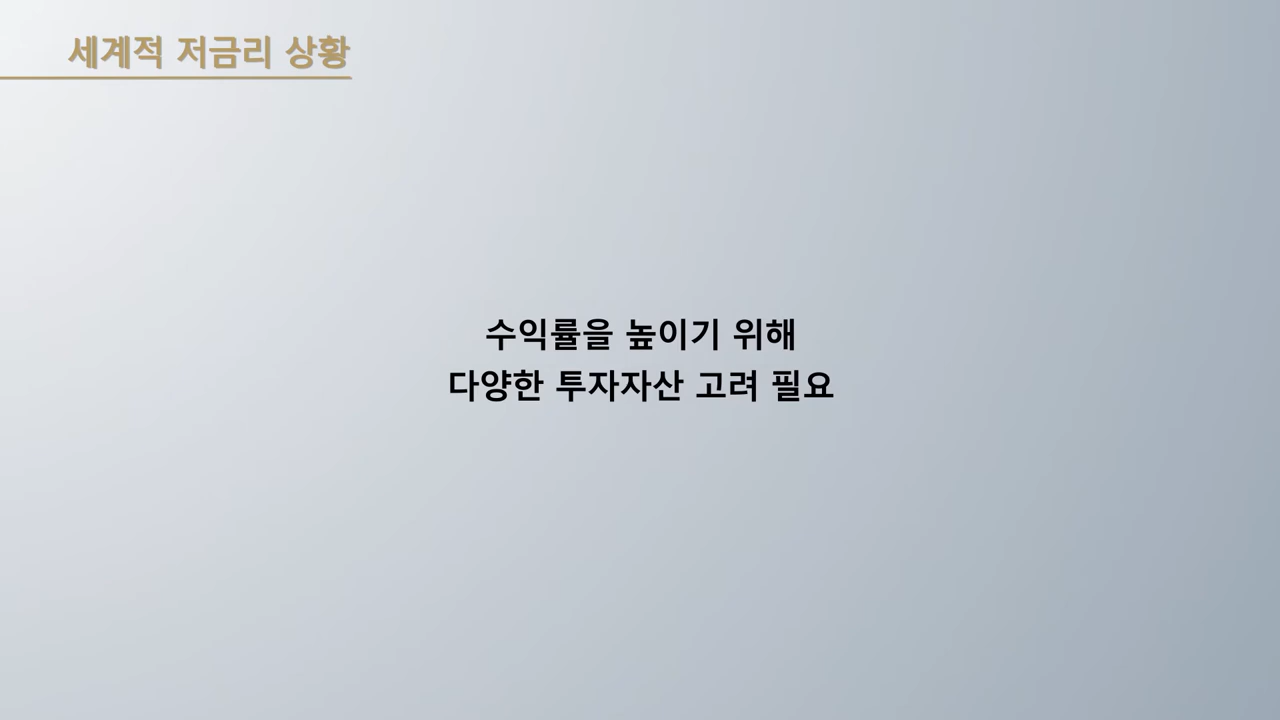 세계적 저금리 상황
수익률을 높이기 위해
다양한 투자자산 고려 필요